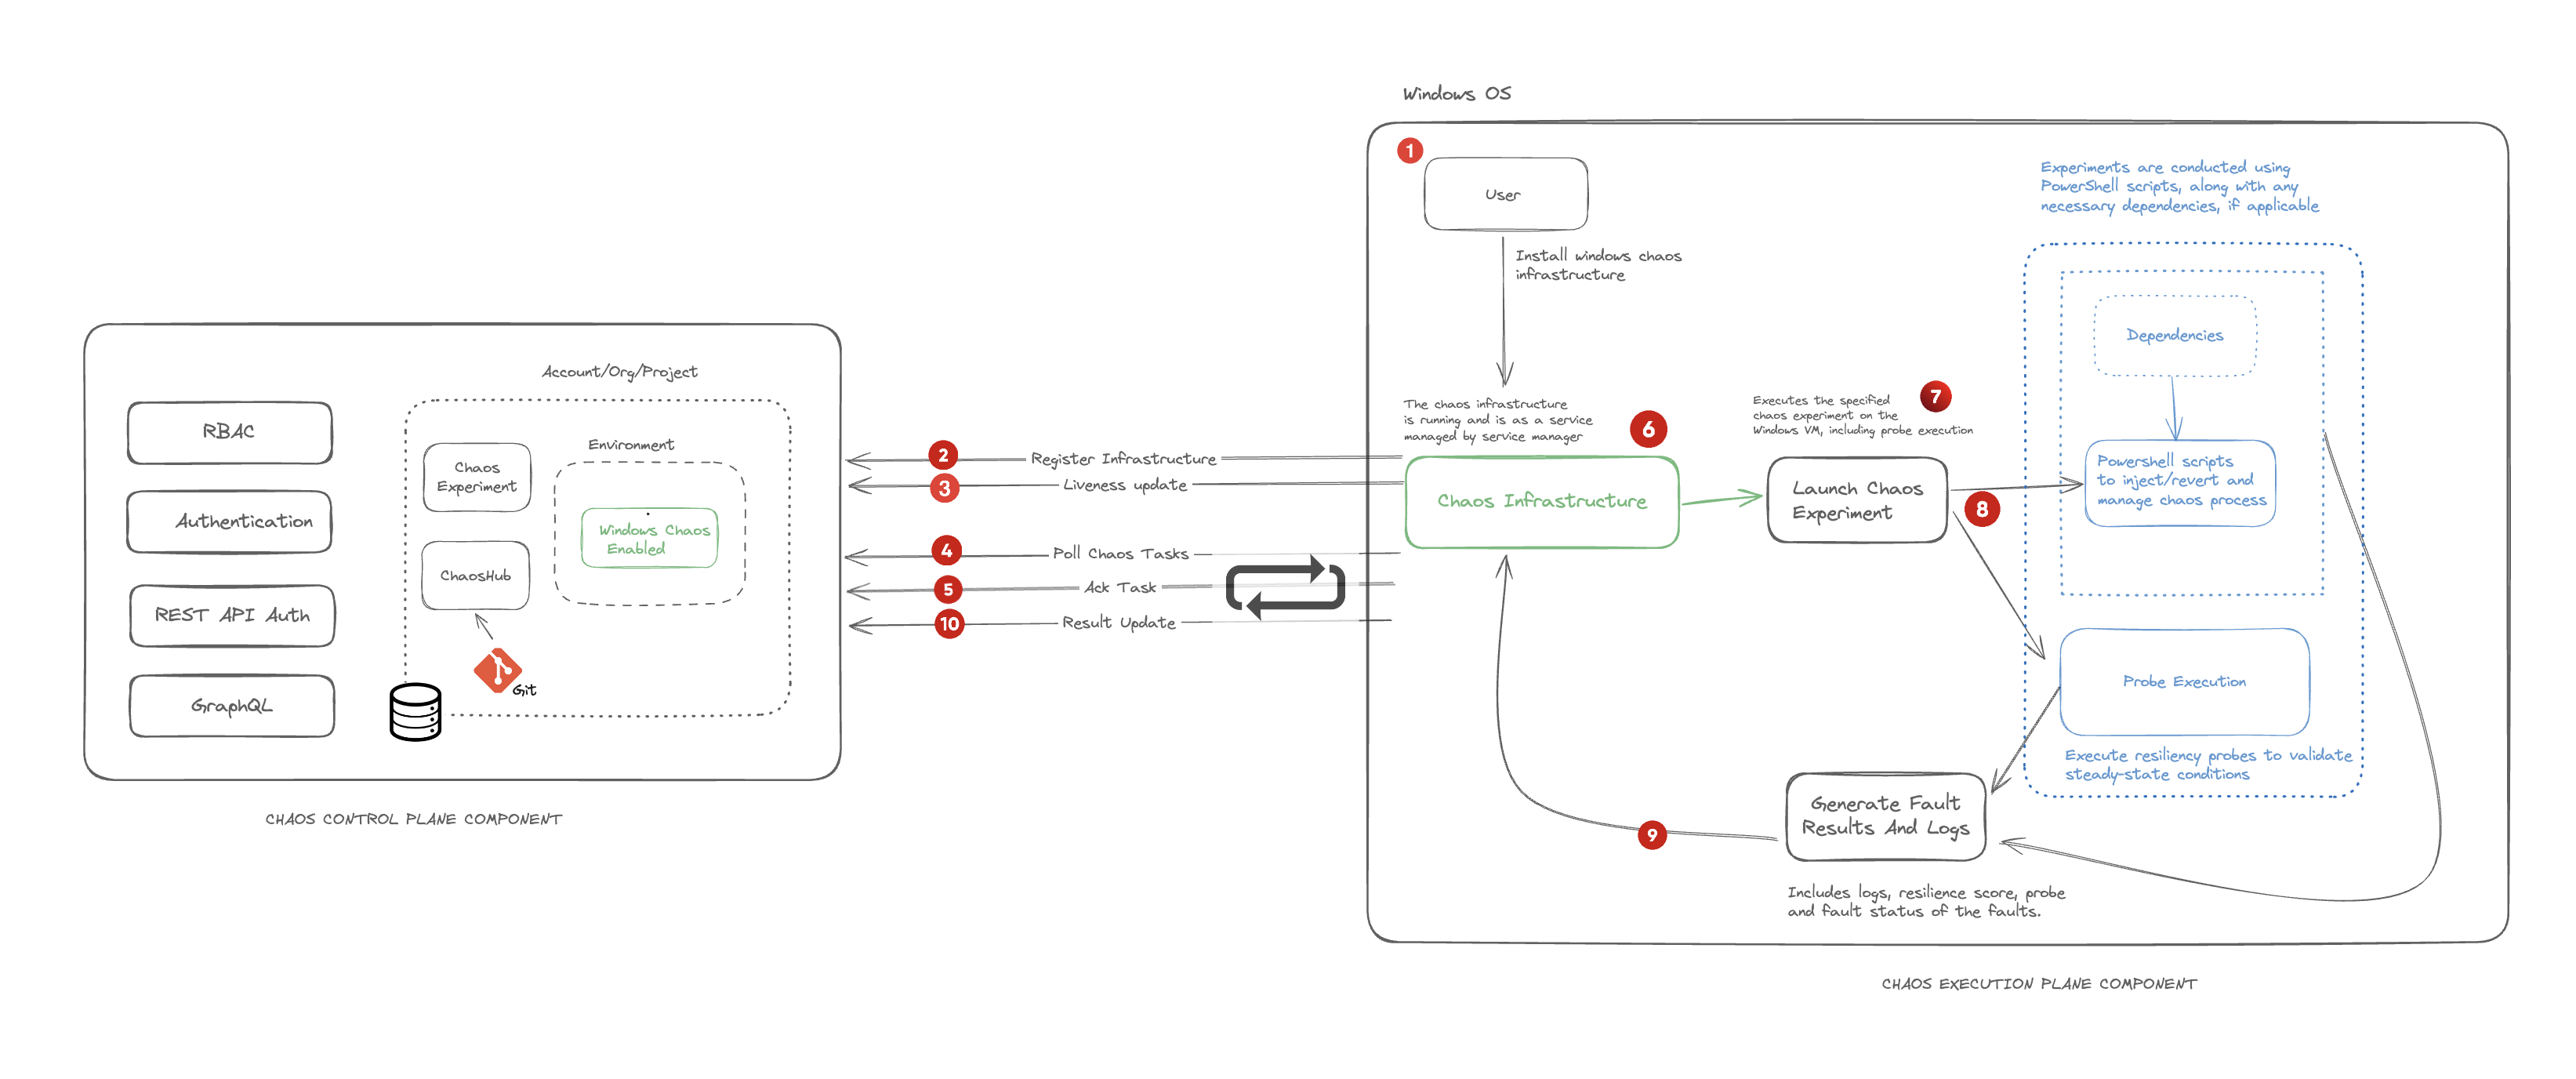 Windows OS
1
User
Install windows chaos
infrastructure
Experiments are conducted using
PowerShell scripts, along with any
necessary dependencies, if applicable
Dependencies
Powershell scripts
to inject/revert and
manage chaos process
Probe Execution
Execute resiliency probes to validate
steady-state conditions
Account/Org/Project
RBAC
Authentication
REST API Auth
GraphQL
Chaos
Experiment
ChaosHub
Git
Environment
Windows Chaos
Enabled
CHAOS CONTROL PLANE COMPONENT
2
Register Infrastructure
3
Liveness update
4
Poll Chaos Tasks
5
Ack Task
10
Result Update
The chaos infrastructure
is running and is as a service
managed by service manager
6
Chaos Infrastructure
Executes the specified
chaos experiment on the
Windows VM, including probe execution
7
Launch Chaos
Experiment
8
9
Generate Fault
Results And Logs
Includes logs, resilience score, probe
and fault status of the faults.
CHAOS EXECUTION PLANE COMPONENT